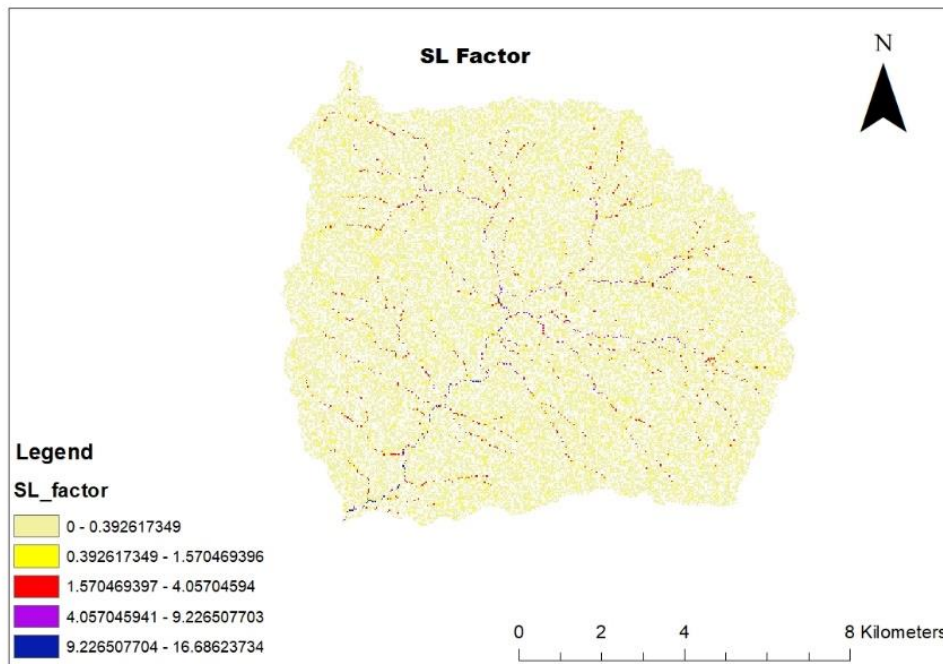 SL Factor
N
Legend
SL_factor
0 - 0.392617349
0.392617349 - 1.570469396
1.570469397 - 4.05704594
4.057045941 - 9.226507703
9.226507704 - 16.68623734
0 2 4 8 Kilometers